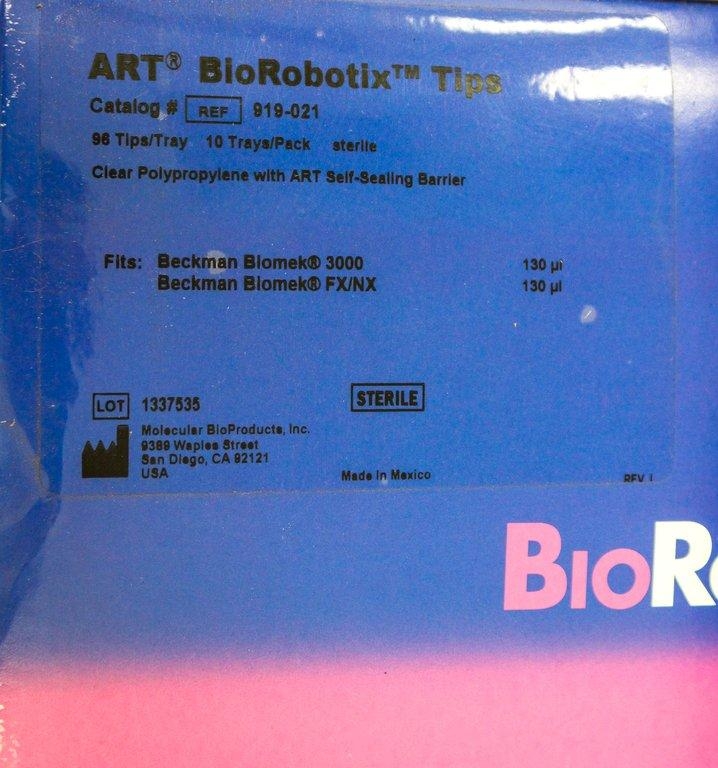 ART® BioRobotix™ Tips
Catalog # REF 919-021
96 Tips/Tray 10 Trays/Pack sterile
Clear Polypropylene with ART Self-Sealing Barrier
Fits: Beckman Biomek® 3000 130 µl
Beckman Biomek® FX/NX 130 µl
LOT 1337535 STERILE
Molecular BioProducts, Inc.
9389 Waples Street
San Diego, CA 92121
USA Made in Mexico REV
BioR